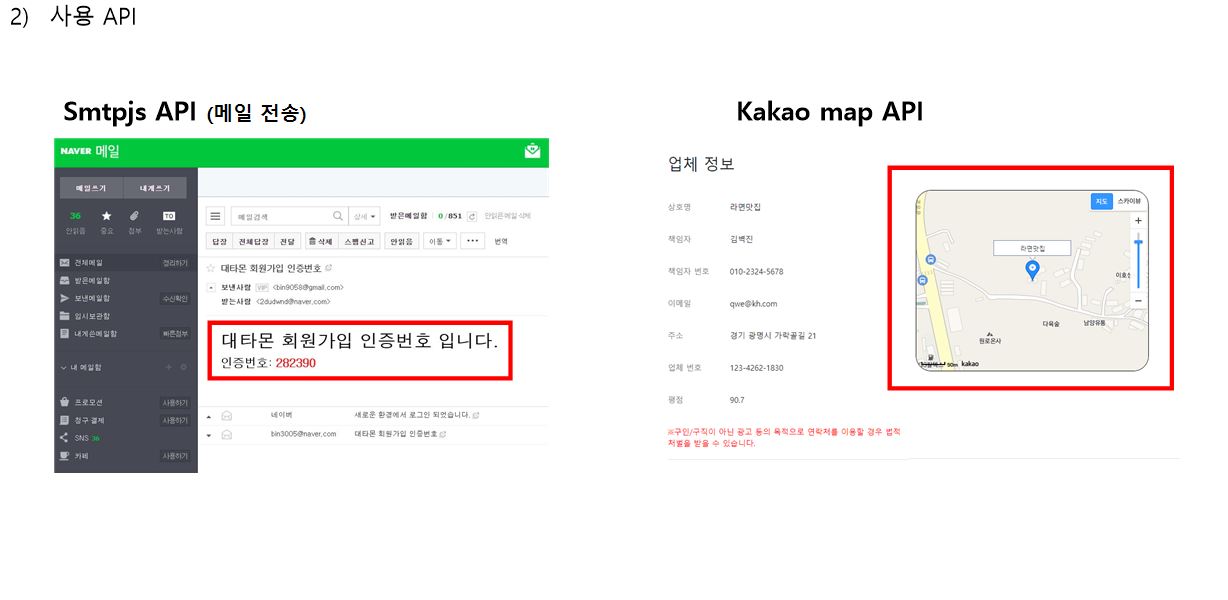 2) 사용 API
Smtpjs API (메일 전송)
NAVER 메일
메일쓰기 내게쓰기
36 TO
안읽음 중요 첨부 받는사람
전체메일 정리하기
받은메일함
보낸메일함 수신확인
임시보관함
내게쓴메일함 빠른첨부
내 메일함
프로모션 사용하기
청구·결제 사용하기
SNS 36
카페 사용하기
메일검색 상세 받은메일함 0/851 안읽은메일 삭제
답장 전체답장 전달 삭제 스팸신고 안읽음 이동 ··· 번역
대타몬 회원가입 인증번호
보낸사람 VIP <bin9058@gmail.com>
받는사람 <2dudwnd@naver.com>
대타몬 회원가입 인증번호 입니다.
인증번호: 282390
네이버 새로운 환경에서 로그인 되었습니다.
bin3005@naver.com 대타몬 회원가입 인증번호
Kakao map API
업체 정보
상호명 라면맛집
책임자 김백진
책임자 번호 010-2324-5678
이메일 qwe@kh.com
주소 경기 광명시 가락골길 21
업체 번호 123-4262-1830
평점 90.7
※구인/구직이 아닌 광고 등의 목적으로 연락처를 이용할 경우 법적
처벌을 받을 수 있습니다.
지도 스카이뷰
라면맛집
다육숲 남양유통
원로온사
50m kakao